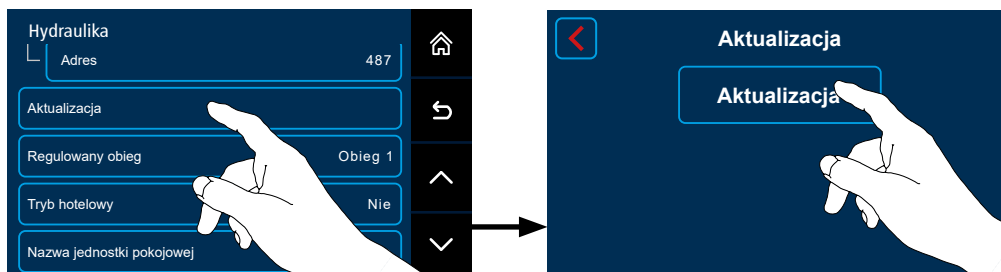 Hydraulika
Adres 487
Aktualizacja
Regulowany obieg Obieg 1
Tryb hotelowy Nie
Nazwa jednostki pokojowej
Aktualizacja
Aktualizacja